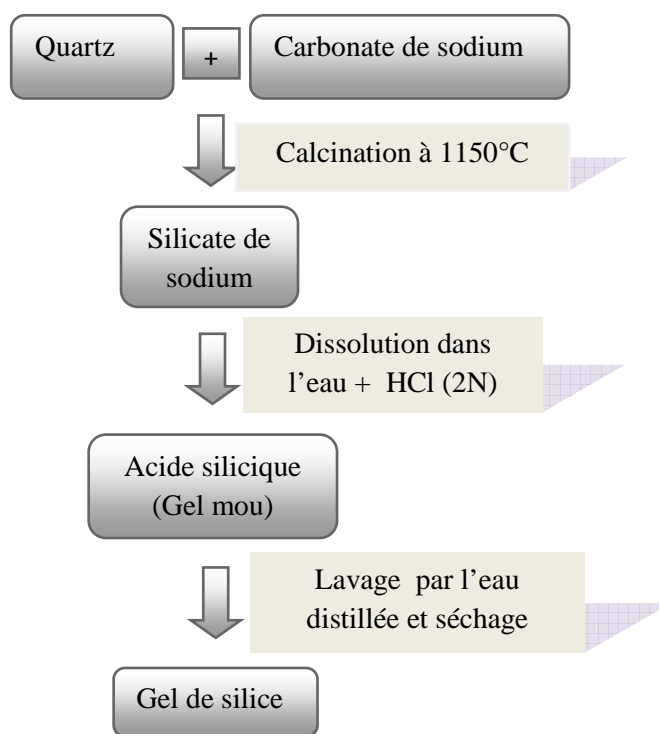 Quartz
+
Carbonate de sodium
Calcination à 1150°C
Silicate de
sodium
Dissolution dans
l’eau + HCl (2N)
Acide silicique
(Gel mou)
Lavage par l’eau
distillée et séchage
Gel de silice